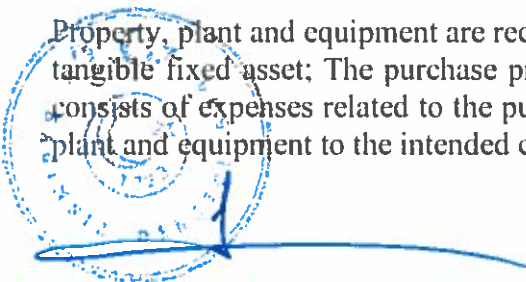 Property, plant and equipment are rec
tangible fixed asset; The purchase pr
consists of expenses related to the pu
plant and equipment to the intended c